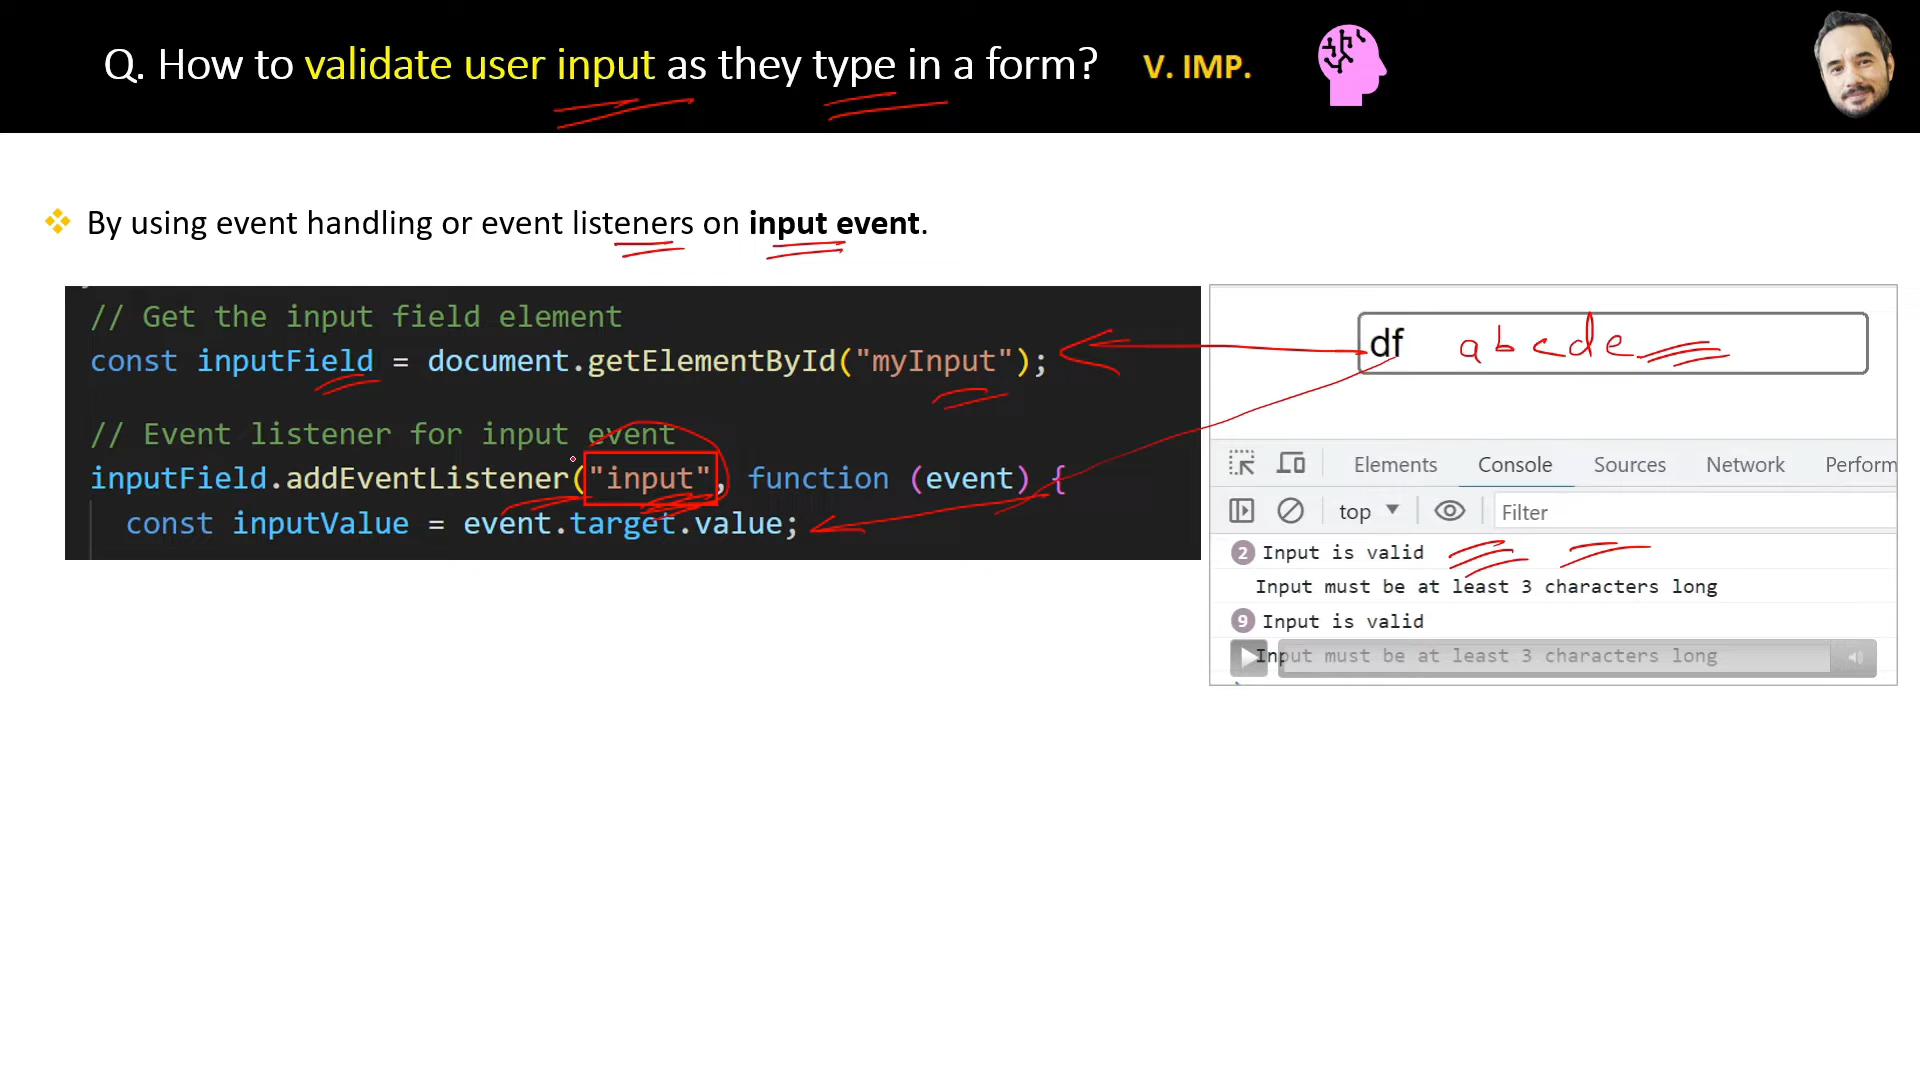 Q. How to validate user input as they type in a form? V. IMP.
By using event handling or event listeners on input event.
// Get the input field element
const inputField = document.getElementById("myInput");
// Event listener for input event
inputField.addEventListener("input", function (event) {
const inputValue = event.target.value;
df abcde
Elements Console Sources Network Perform
top Filter
2 Input is valid
Input must be at least 3 characters long
9 Input is valid
Input must be at least 3 characters long